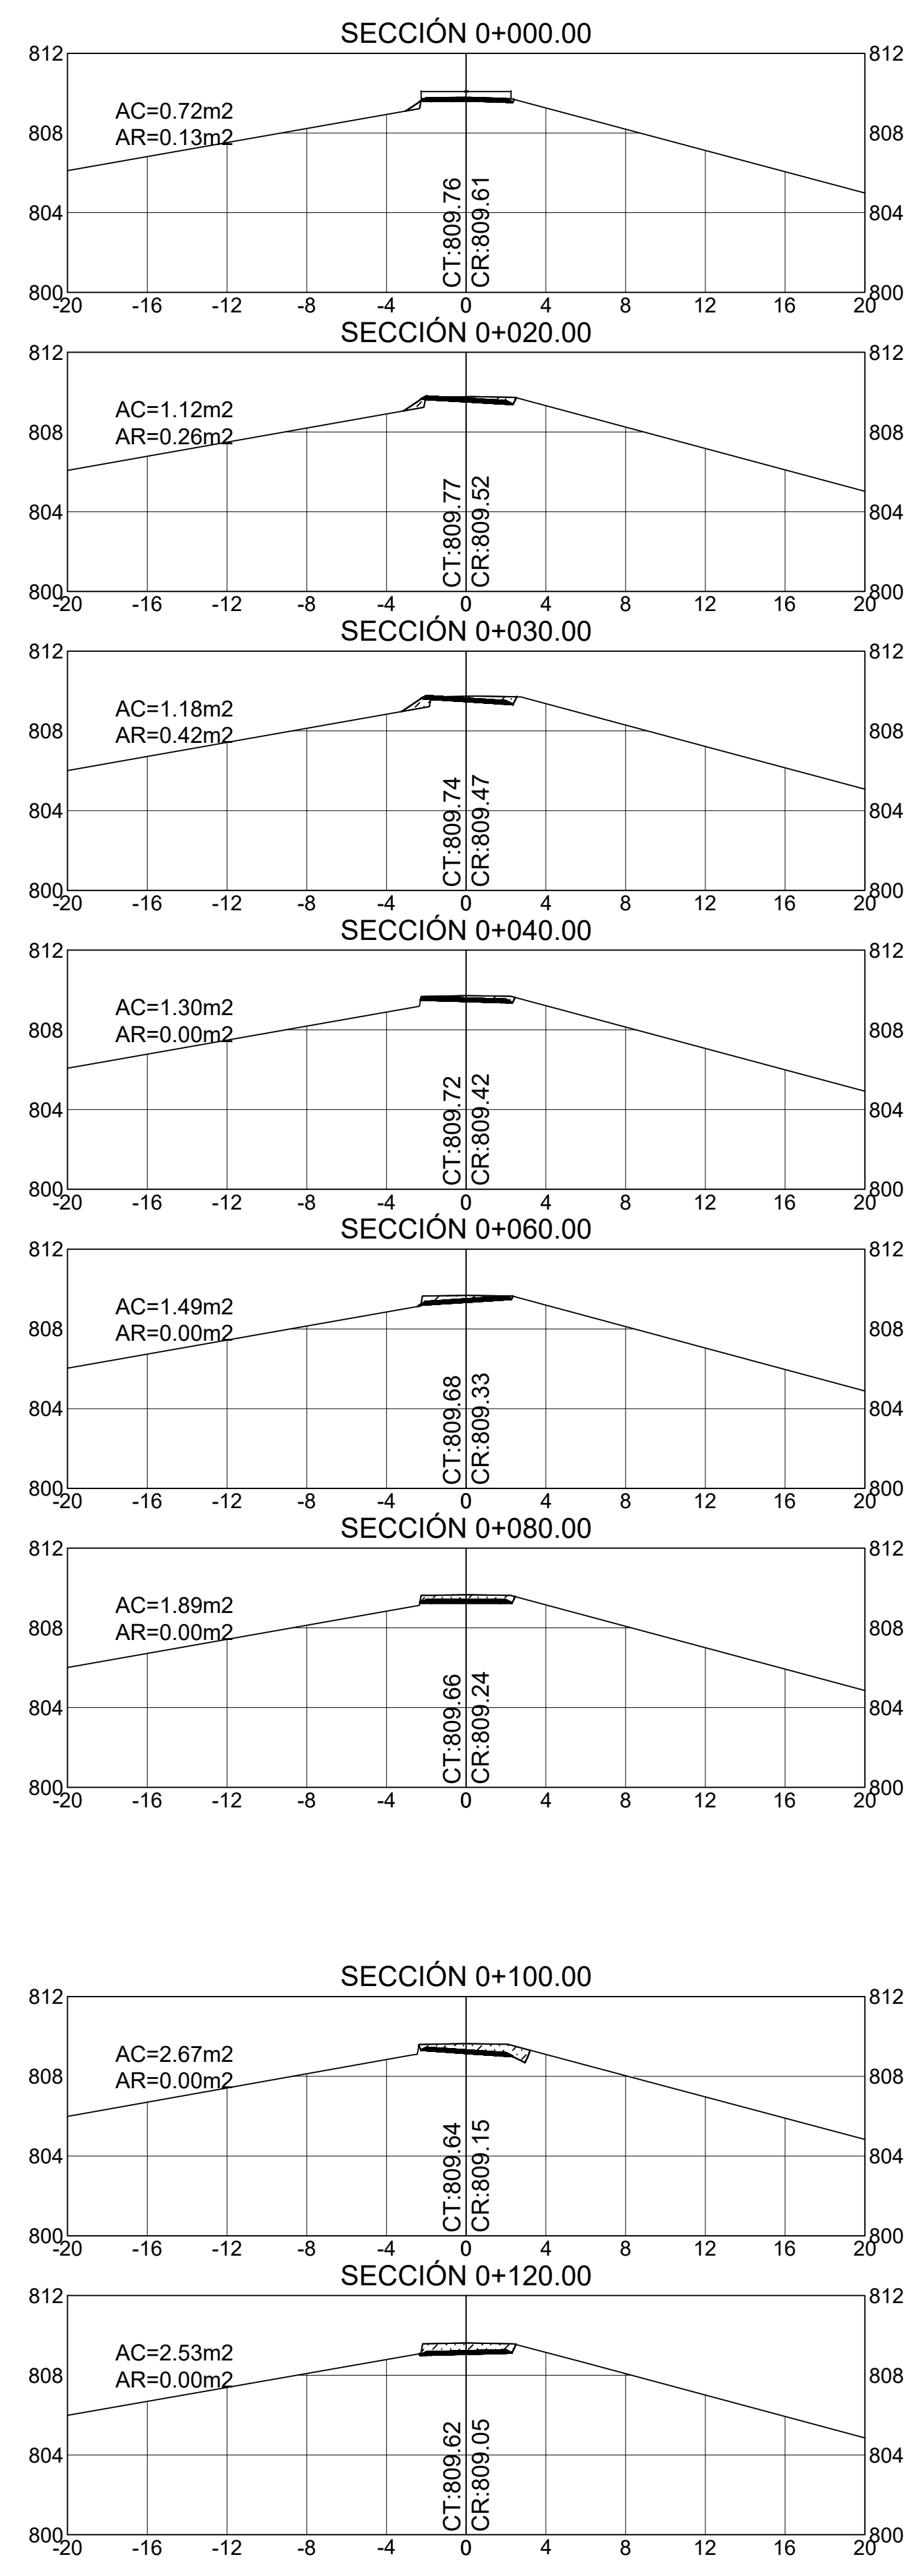 SECCIÓN 0+000.00
812 812
AC=0.72m2
AR=0.13m2
808 808
804 804
CT:809.76
CR:809.61
800 800
-20 -16 -12 -8 -4 0 4 8 12 16 20
SECCIÓN 0+020.00
812 812
AC=1.12m2
AR=0.26m2
808 808
804 804
CT:809.77
CR:809.52
800 800
-20 -16 -12 -8 -4 0 4 8 12 16 20
SECCIÓN 0+030.00
812 812
AC=1.18m2
AR=0.42m2
808 808
804 804
CT:809.74
CR:809.47
800 800
-20 -16 -12 -8 -4 0 4 8 12 16 20
SECCIÓN 0+040.00
812 812
AC=1.30m2
AR=0.00m2
808 808
804 804
CT:809.72
CR:809.42
800 800
-20 -16 -12 -8 -4 0 4 8 12 16 20
SECCIÓN 0+060.00
812 812
AC=1.49m2
AR=0.00m2
808 808
804 804
CT:809.68
CR:809.33
800 800
-20 -16 -12 -8 -4 0 4 8 12 16 20
SECCIÓN 0+080.00
812 812
AC=1.89m2
AR=0.00m2
808 808
804 804
CT:809.66
CR:809.24
800 800
-20 -16 -12 -8 -4 0 4 8 12 16 20
SECCIÓN 0+100.00
812 812
AC=2.67m2
AR=0.00m2
808 808
804 804
CT:809.64
CR:809.15
800 800
-20 -16 -12 -8 -4 0 4 8 12 16 20
SECCIÓN 0+120.00
812 812
AC=2.53m2
AR=0.00m2
808 808
804 804
CT:809.62
CR:809.05
800 800
-20 -16 -12 -8 -4 0 4 8 12 16 20